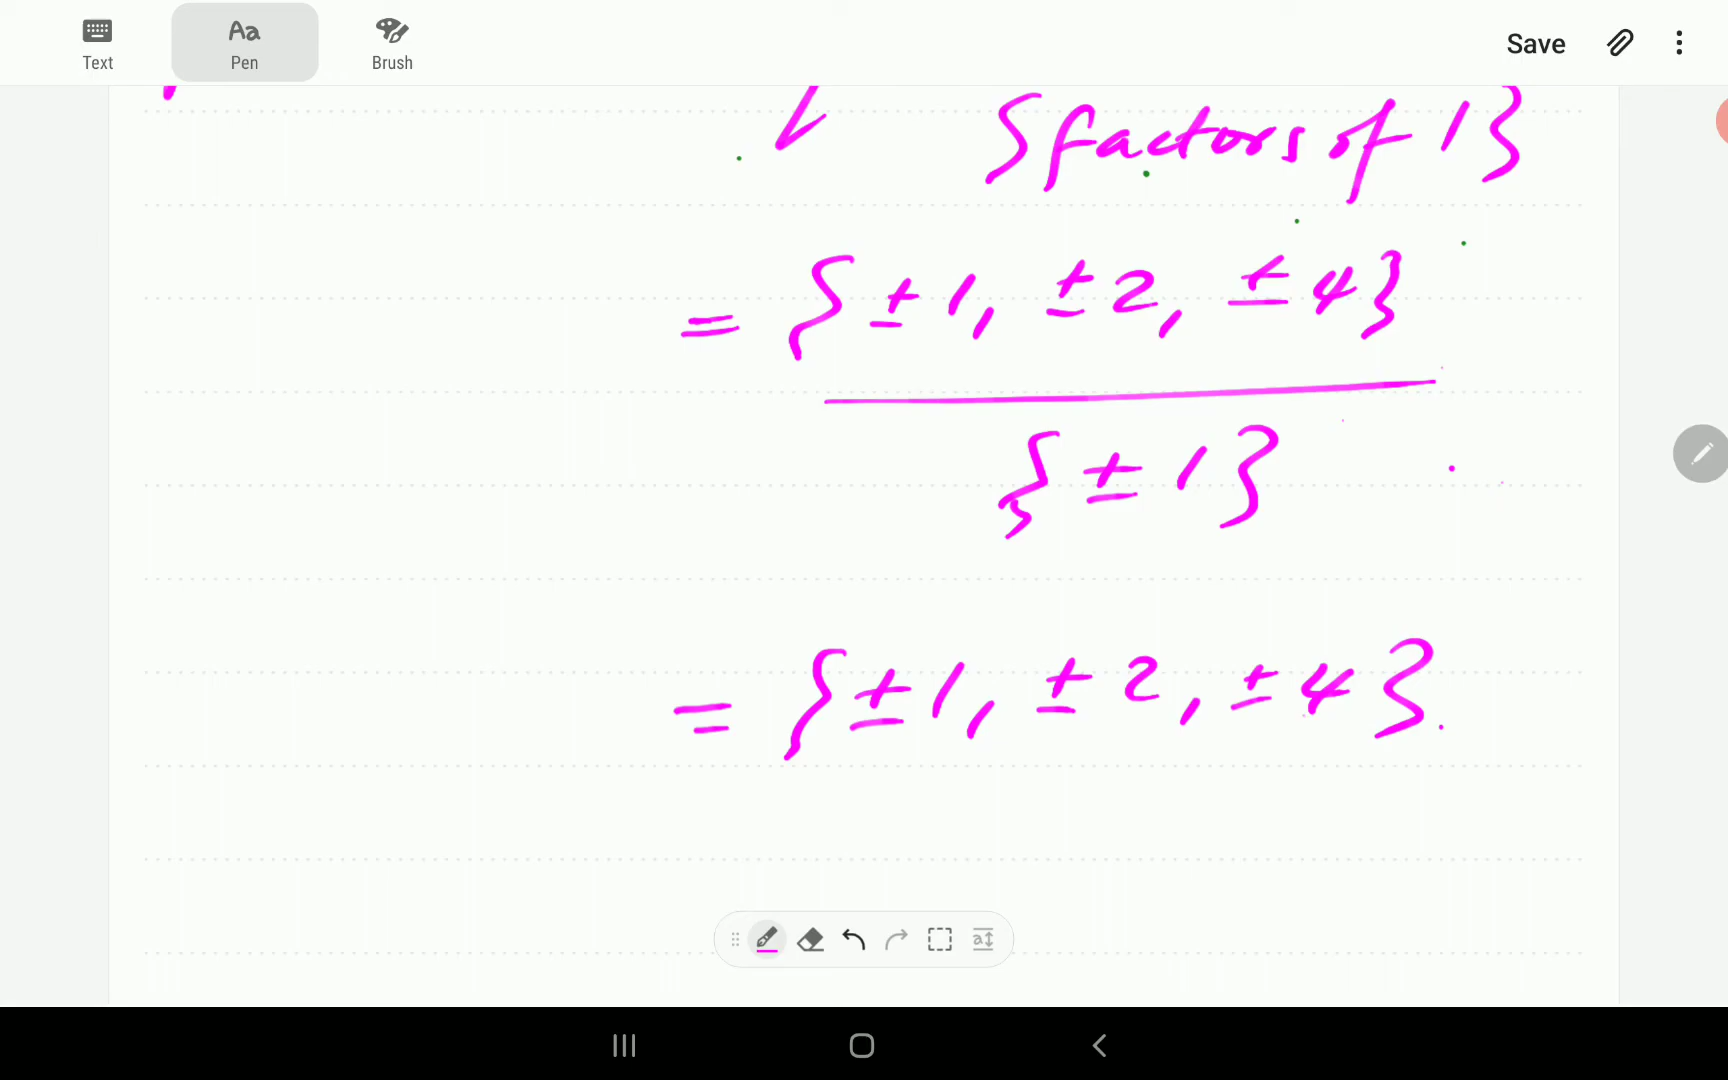 Text Pen Brush Save
{factors of 1}
= {± 1, ± 2, ± 4}
{± 1}
= {± 1, ± 2, ± 4}.